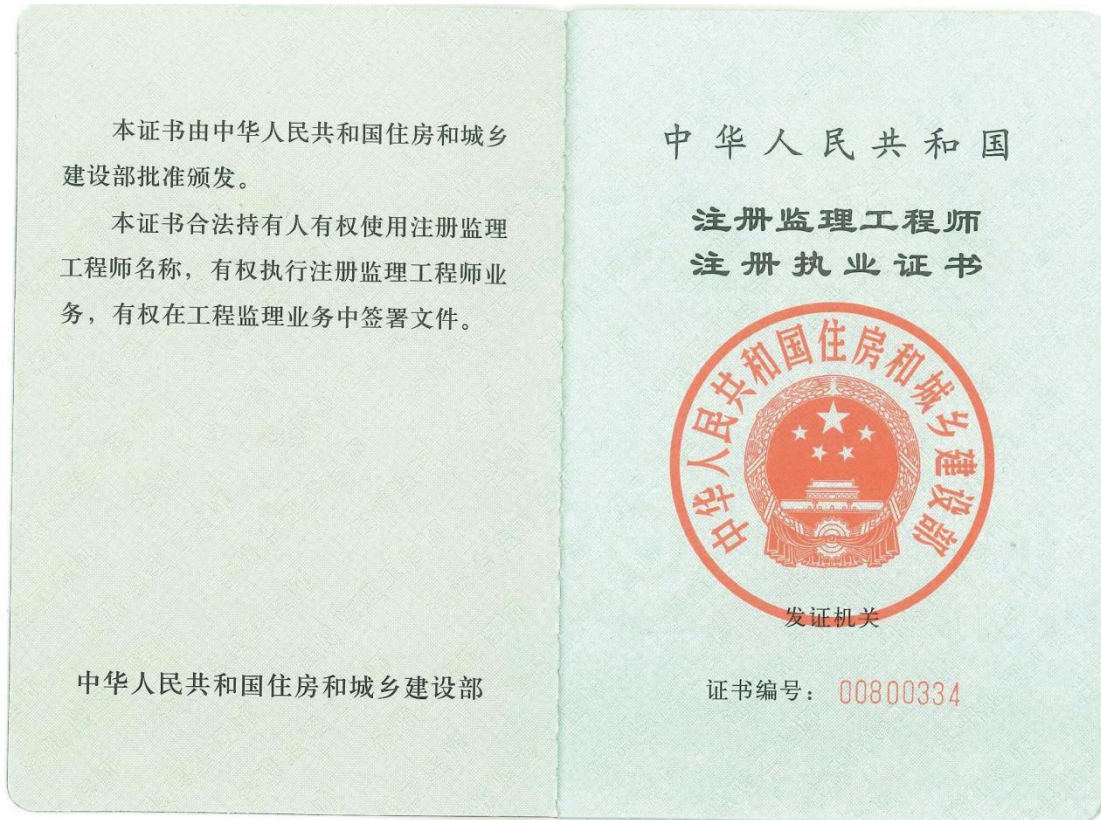 本证书由中华人民共和国住房和城乡
建设部批准颁发。
本证书合法持有人有权使用注册监理
工程师名称，有权执行注册监理工程师业
务，有权在工程监理业务中签署文件。
中华人民共和国住房和城乡建设部
中华人民共和国
注册监理工程师
注册执业证书
中华人民共和国住房和城乡建设部
发证机关
证书编号：00800334